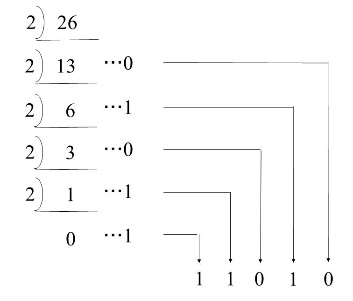 2) 26
2) 13 …0
2) 6 …1
2) 3 …0
2) 1 …1
0 …1
1 1 0 1 0